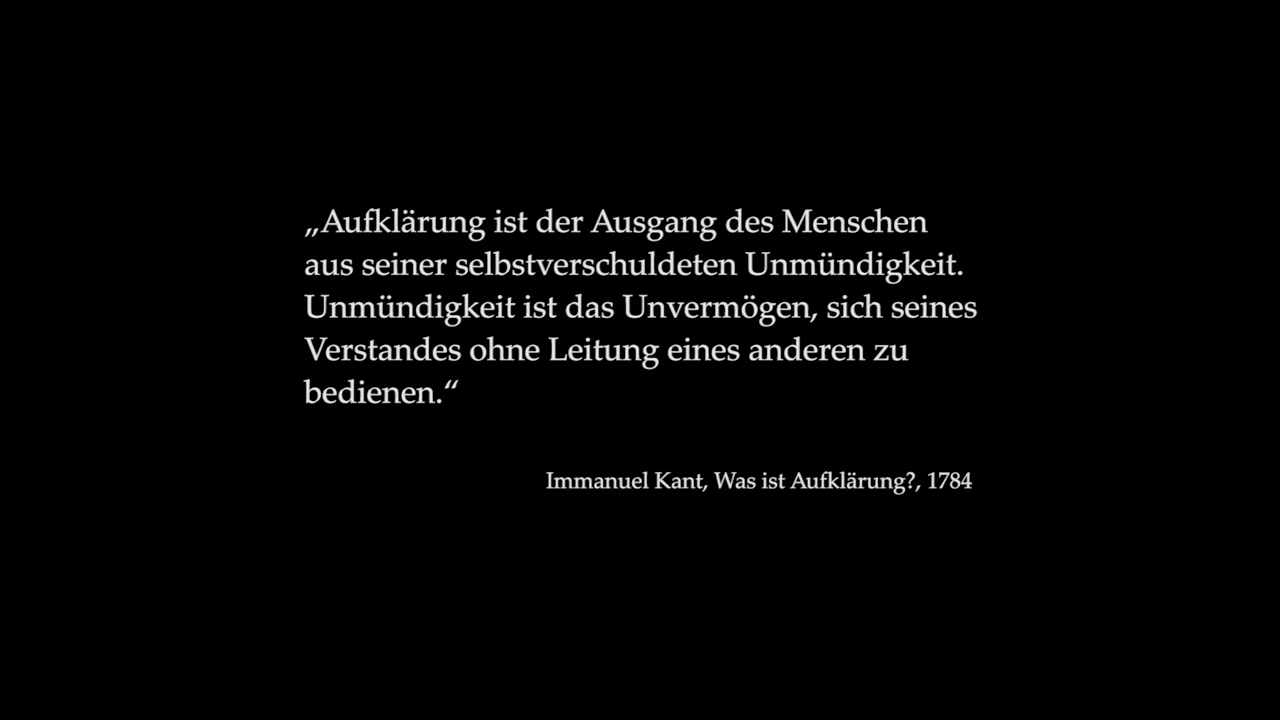 „Aufklärung ist der Ausgang des Menschen
aus seiner selbstverschuldeten Unmündigkeit.
Unmündigkeit ist das Unvermögen, sich seines
Verstandes ohne Leitung eines anderen zu
bedienen.“
Immanuel Kant, Was ist Aufklärung?, 1784